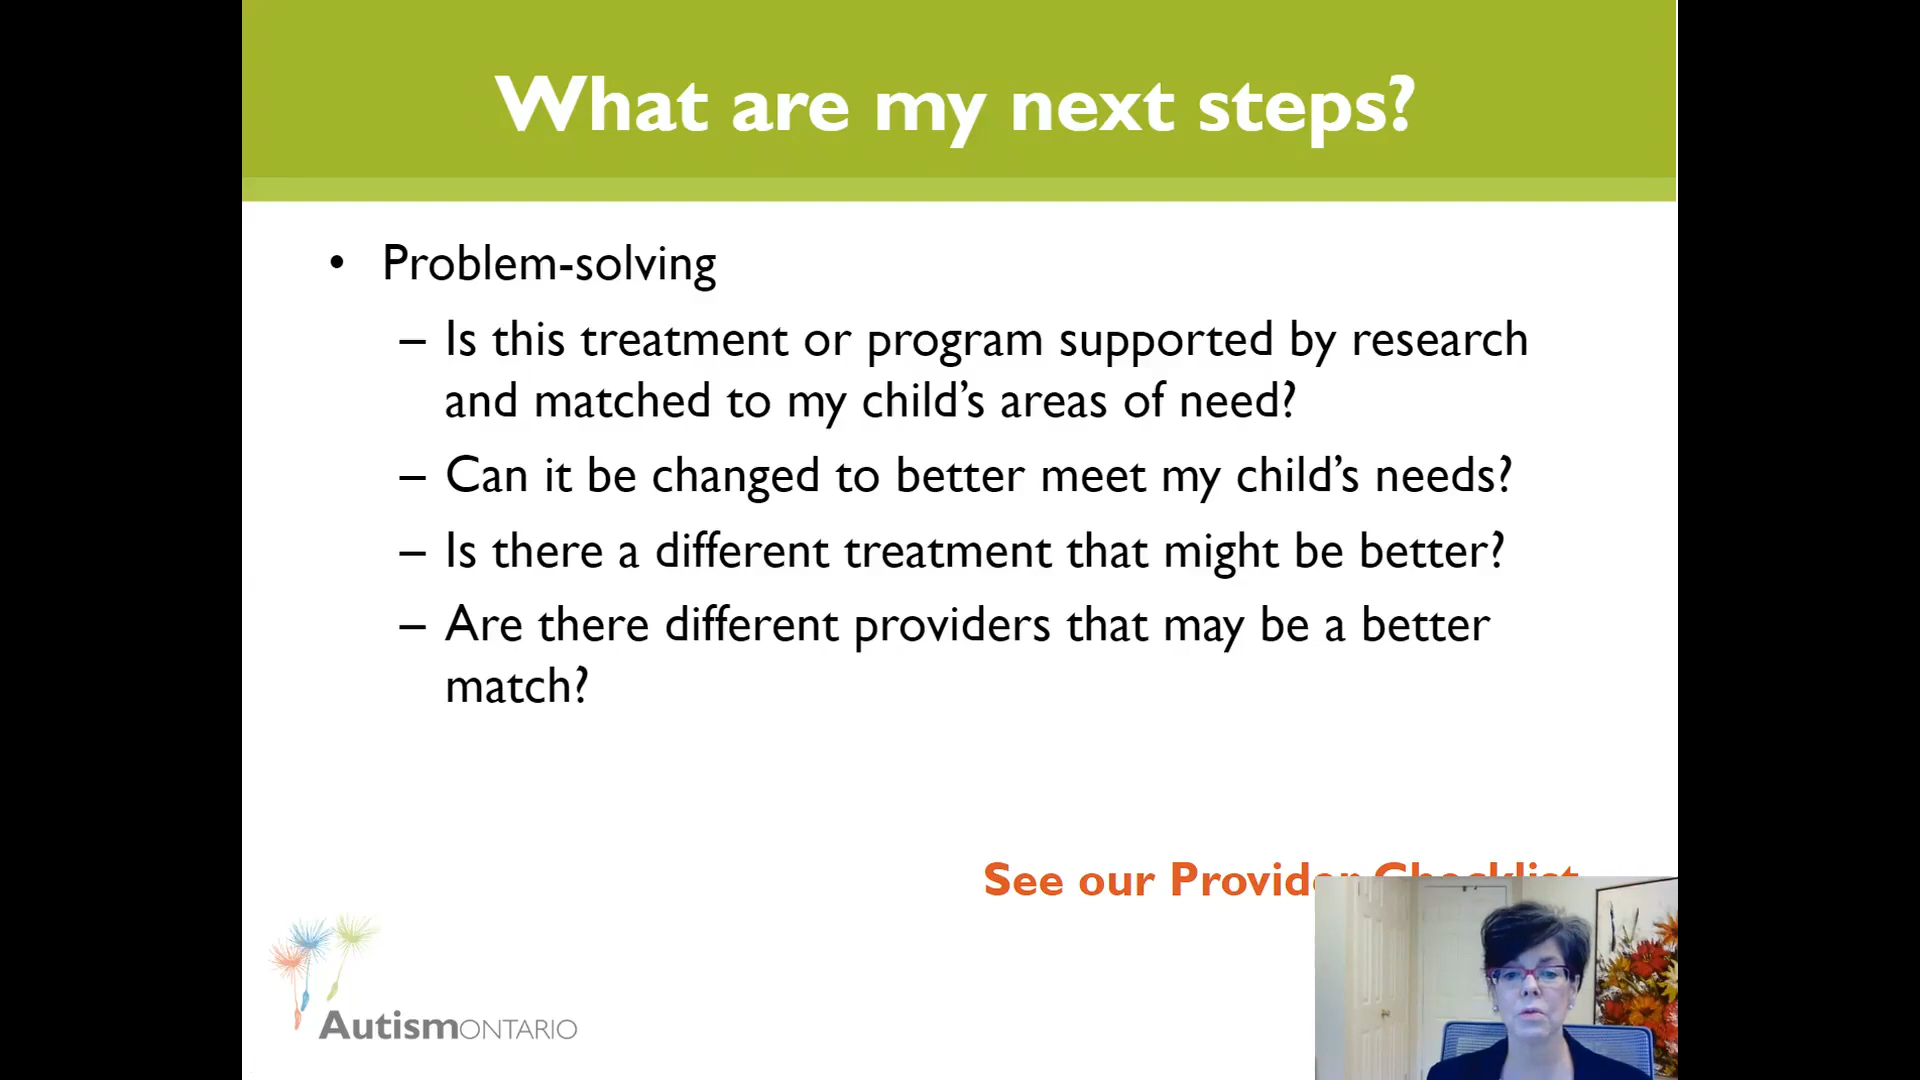 What are my next steps?
• Problem-solving
– Is this treatment or program supported by research
and matched to my child’s areas of need?
– Can it be changed to better meet my child’s needs?
– Is there a different treatment that might be better?
– Are there different providers that may be a better
match?
See our Provider Checklist
AutismONTARIO